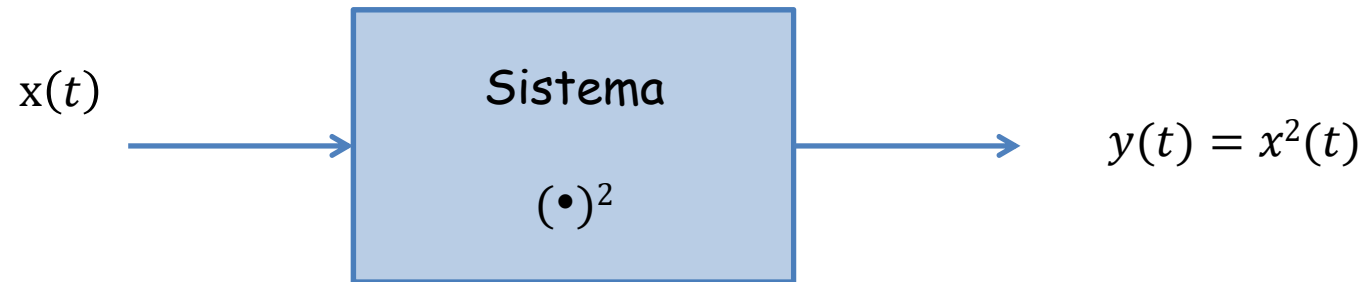 x(t)
Sistema
(•)²
y(t) = x²(t)